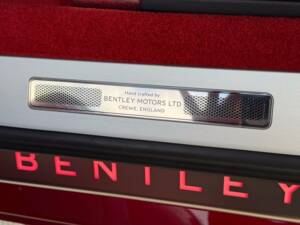 Hand crafted by
BENTLEY MOTORS LTD
CREWE, ENGLAND
BENTLEY